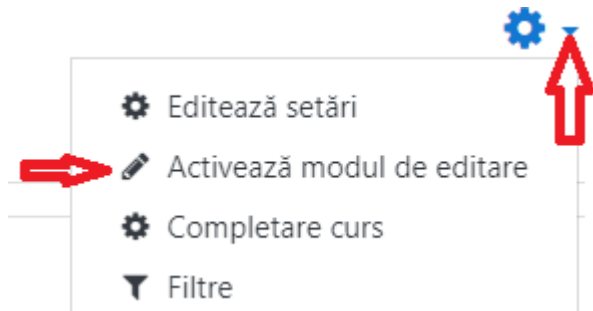 Editează setări
Activează modul de editare
Completare curs
Filtre